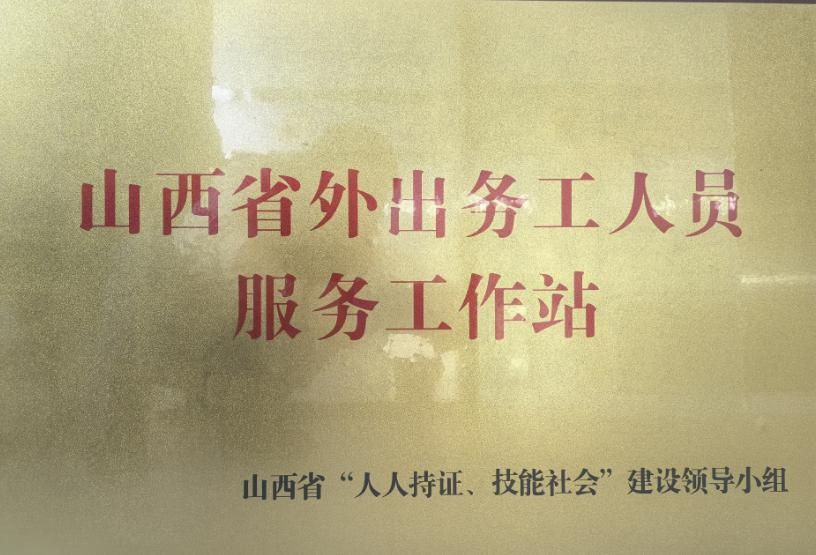 山西省外出务工人员
服务工作站
山西省“人人持证、技能社会”建设领导小组